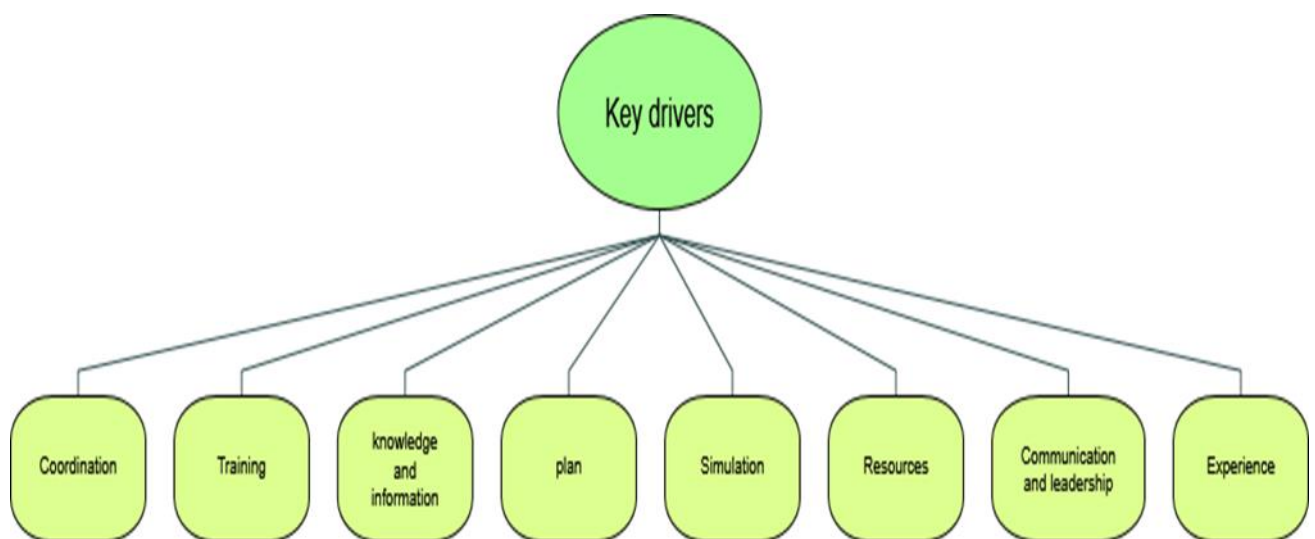 Key drivers
Coordination
Training
knowledge
and
information
plan
Simulation
Resources
Communication
and leadership
Experience